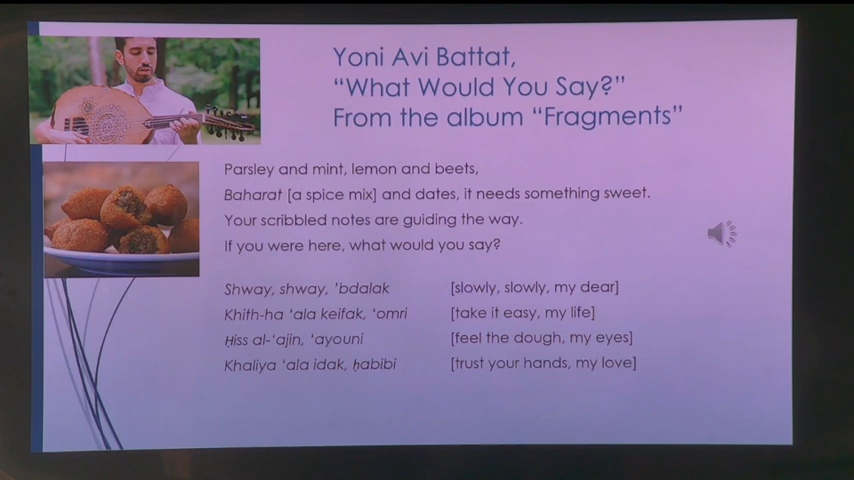 Yoni Avi Battat,
“What Would You Say?”
From the album “Fragments”
Parsley and mint, lemon and beets,
Baharat [a spice mix] and dates, it needs something sweet.
Your scribbled notes are guiding the way.
If you were here, what would you say?
Shway, shway, ’bdalak [slowly, slowly, my dear]
Khith-ha ‘ala keifak, ‘omri [take it easy, my life]
Ḥiss al-‘ajin, ‘ayouni [feel the dough, my eyes]
Khaliya ‘ala idak, ḥabibi [trust your hands, my love]